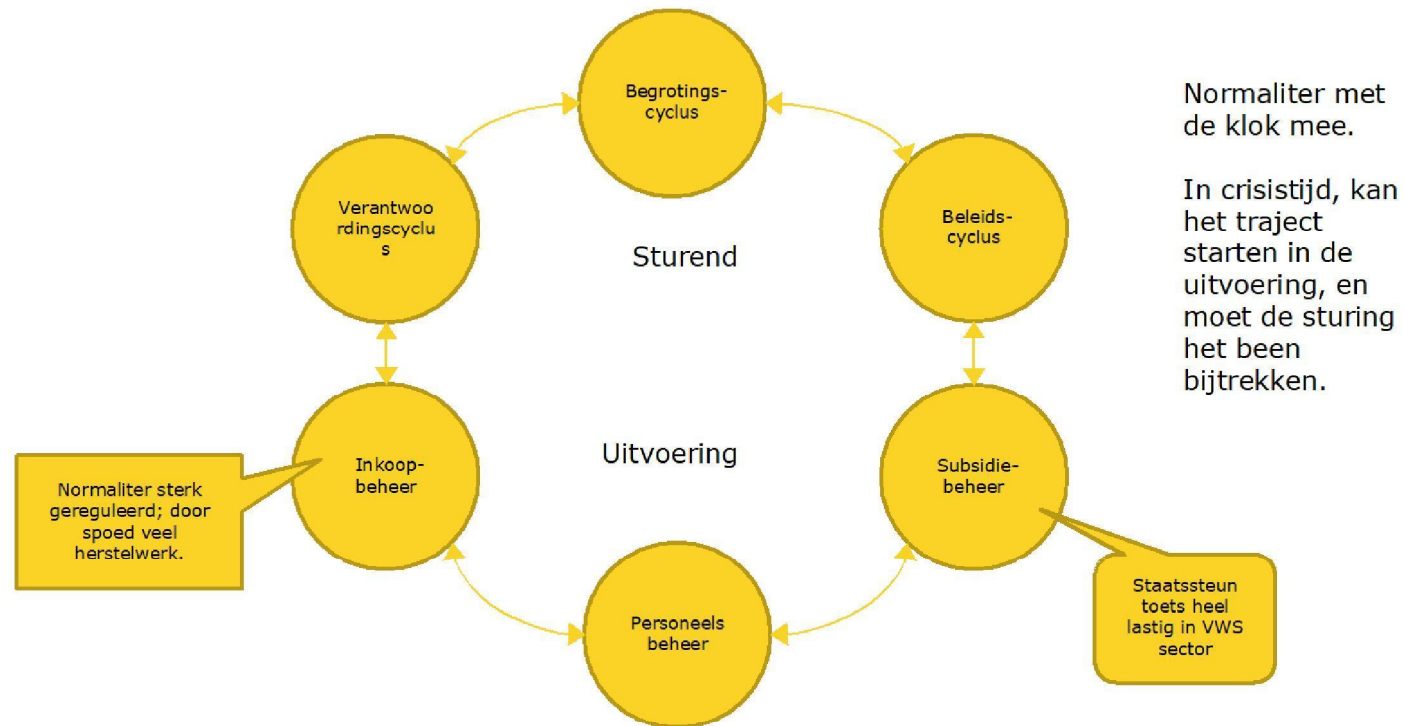 Begrotings-
cyclus
Verantwoo
rdingscyclu
s
Beleids-
cyclus
Sturend
Normaliter met
de klok mee.
In crisistijd, kan
het traject
starten in de
uitvoering, en
moet de sturing
het been
bijtrekken.
Uitvoering
Inkoop-
beheer
Subsidie-
beheer
Normaliter sterk
gereguleerd; door
spoed veel
herstelwerk.
Personeels
beheer
Staatssteun
toets heel
lastig in VWS
sector